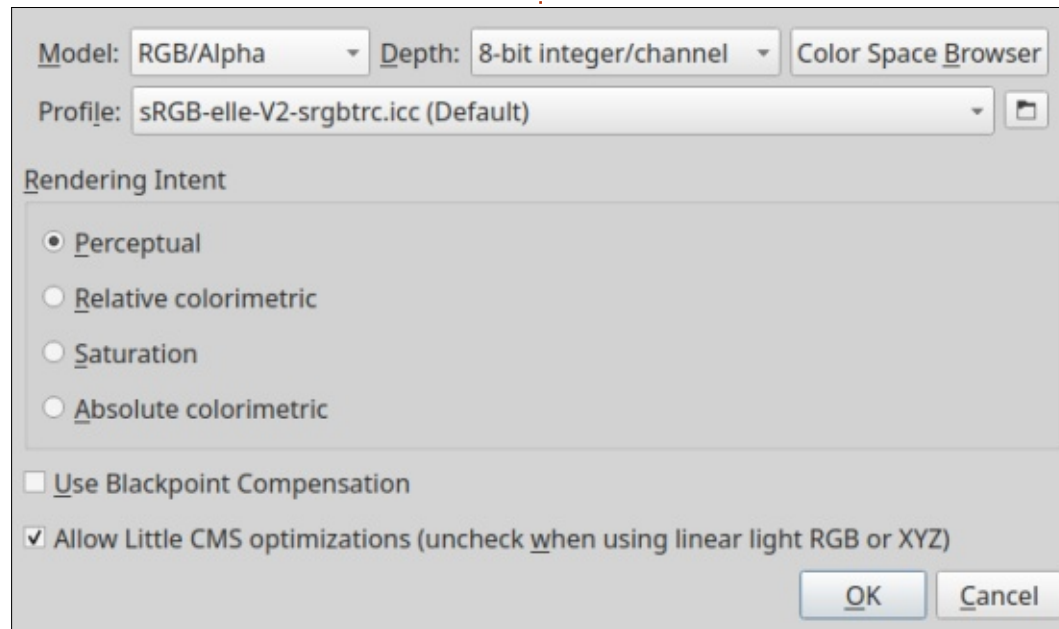 Model: RGB/Alpha Depth: 8-bit integer/channel Color Space Browser
Profile: sRGB-elle-V2-srgbtrc.icc (Default)
Rendering Intent
Perceptual
Relative colorimetric
Saturation
Absolute colorimetric
Use Blackpoint Compensation
Allow Little CMS optimizations (uncheck when using linear light RGB or XYZ)
OK Cancel